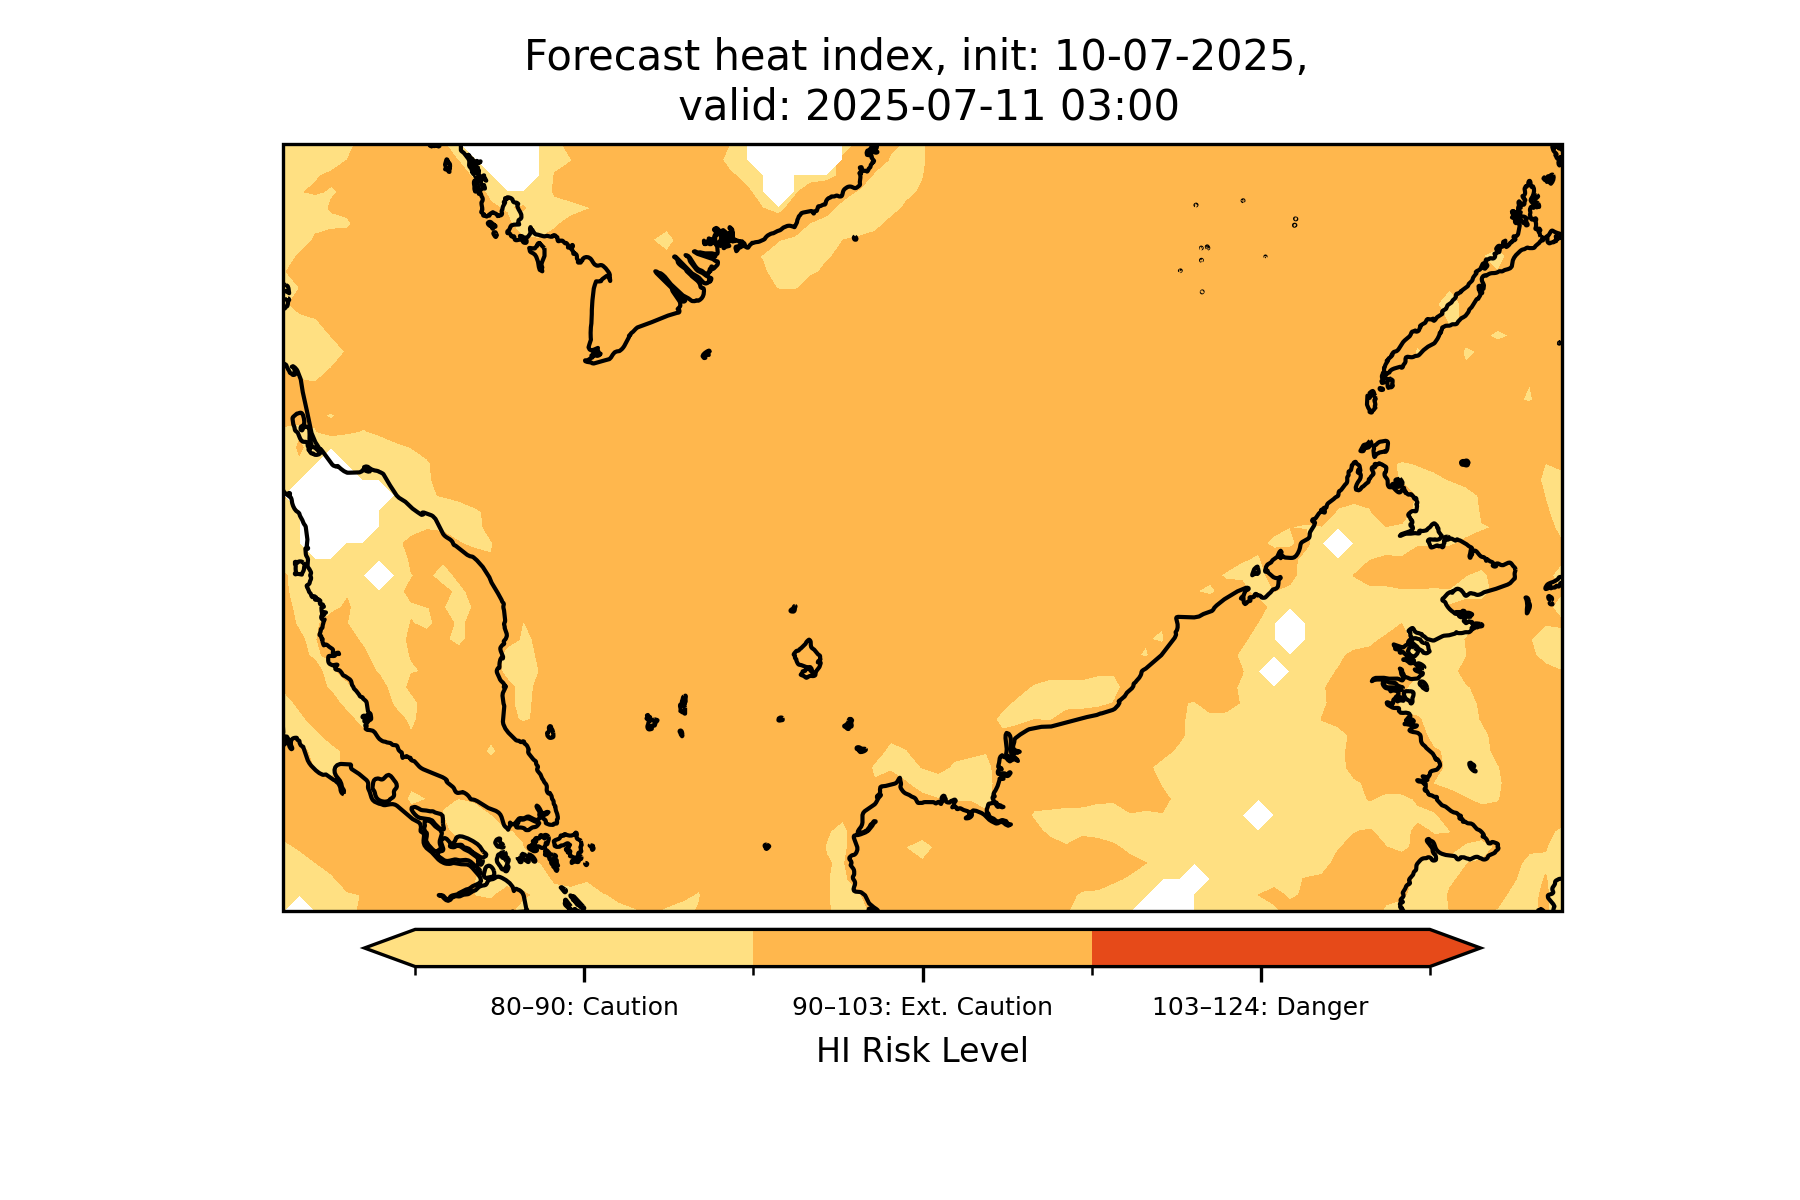 Forecast heat index, init: 10-07-2025,
valid: 2025-07-11 03:00
80–90: Caution
90–103: Ext. Caution
103–124: Danger
HI Risk Level